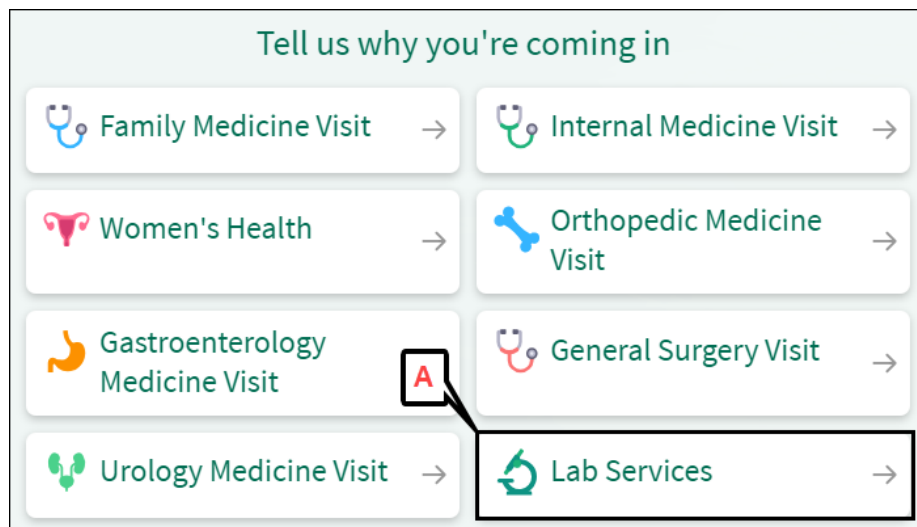 Tell us why you're coming in
Family Medicine Visit
Internal Medicine Visit
Women's Health
Orthopedic Medicine
Visit
Gastroenterology
Medicine Visit
General Surgery Visit
A
Urology Medicine Visit
Lab Services